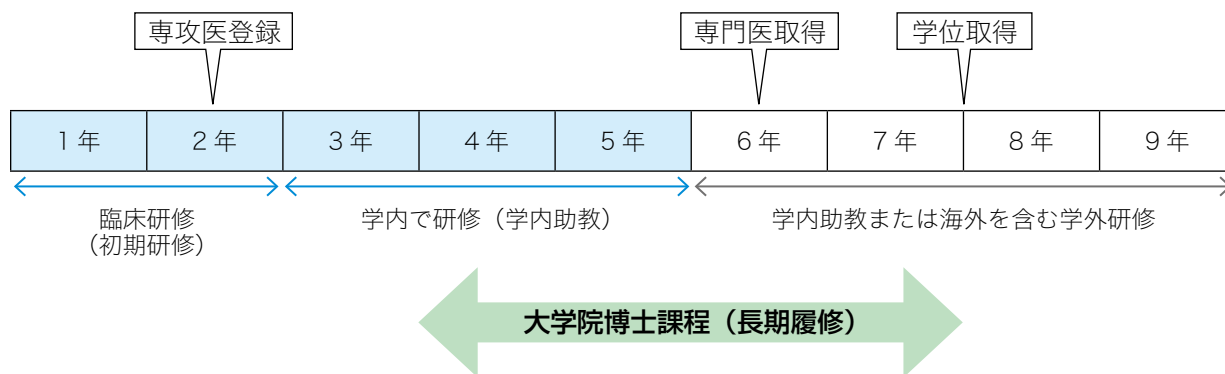 専攻医登録
専門医取得
学位取得
1 年
2 年
3 年
4 年
5 年
6 年
7 年
8 年
9 年
臨床研修
（初期研修）
学内で研修（学内助教）
学内助教または海外を含む学外研修
大学院博士課程（長期履修）